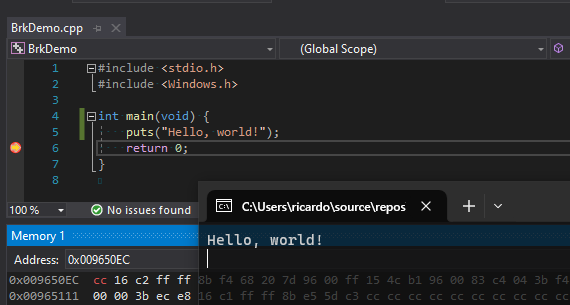 BrkDemo.cpp
BrkDemo
(Global Scope)
1 #include <stdio.h>
2 #include <Windows.h>
3
4 int main(void) {
5 puts("Hello, world!");
6 return 0;
7 }
8
100 %
No issues found
C:\Users\ricardo\source\repos
Hello, world!
Memory 1
Address: 0x009650EC
0x009650EC cc 16 c2 ff ff 8b f4 68 20 7d 96 00 ff 15 4c b1 96 00 83 c4 04 3b f4
0x00965111 00 00 3b ec e8 16 c1 ff ff 8b e5 5d c3 cc cc cc cc cc cc cc cc cc cc